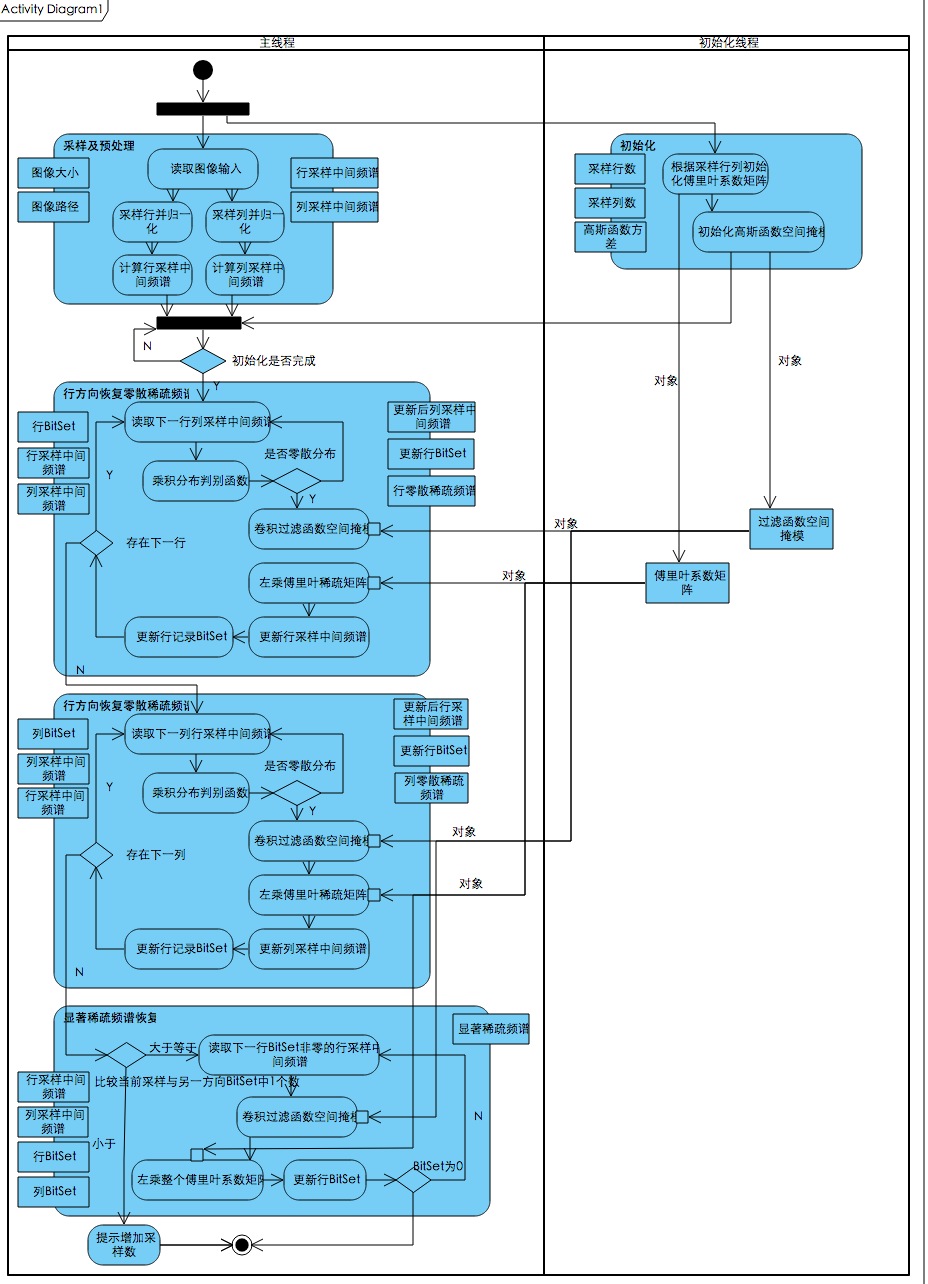 Activity Diagram1
主线程
初始化线程
采样及预处理
图像大小
图像路径
读取图像输入
行采样中间频谱
列采样中间频谱
采样行并归一
化
采样列并归一
化
计算行采样中
间频谱
计算列采样中
间频谱
初始化
采样行数
采样列数
高斯函数方
差
根据采样行列初始
化傅里叶系数矩阵
初始化高斯函数空间掩模
N
初始化是否完成
Y
对象
对象
行方向恢复零散稀疏频谱
行BitSet
行采样中间
频谱
列采样中间
频谱
读取下一行列采样中间频谱
更新后列采样中
间频谱
更新行BitSet
行零散稀疏频谱
是否零散分布
乘积分布判别函数
Y
Y
卷积过滤函数空间掩模
对象
过滤函数空间
掩模
存在下一行
左乘傅里叶稀疏矩阵
对象
傅里叶系数矩
阵
更新行记录BitSet
更新行采样中间频谱
N
行方向恢复零散稀疏频谱
列BitSet
列采样中间
频谱
行采样中间
频谱
读取下一列行采样中间频谱
更新后行采
样中间频谱
更新行BitSet
列零散稀疏
频谱
是否零散分布
乘积分布判别函数
Y
Y
卷积过滤函数空间掩模
对象
存在下一列
左乘傅里叶稀疏矩阵
对象
更新行记录BitSet
更新列采样中间频谱
N
显著稀疏频谱恢复
显著稀疏频谱
大于等于
读取下一行BitSet非零的行采样中
间频谱
比较当前采样与另一方向BitSet中1个数
行采样中间
频谱
列采样中间
频谱
行BitSet
列BitSet
卷积过滤函数空间掩模
N
小于
左乘整个傅里叶系数矩阵
更新行BitSet
BitSet为0
提示增加采
样数